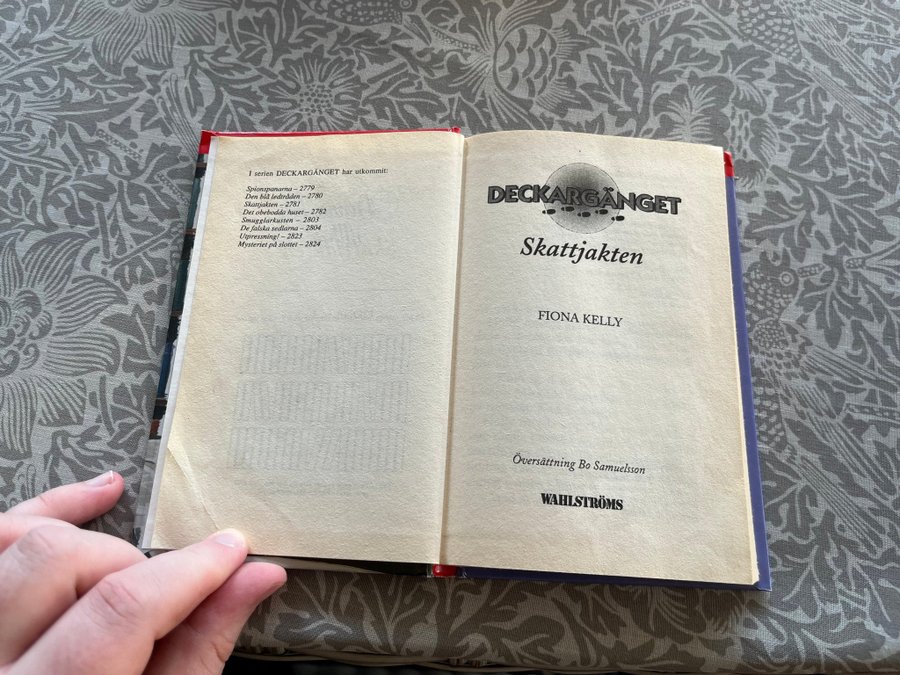 I serien DECKARGÄNGET har utkommit:
Spionspanarna – 2779
Den blå ledtråden – 2780
Skattjakten – 2781
Det obebodda huset – 2782
Smugglarkusten – 2803
De falska sedlarna – 2804
Utpressning! – 2823
Mysteriet på slottet – 2824
DECKARGÄNGET
Skattjakten
FIONA KELLY
Översättning Bo Samuelsson
WAHLSTRÖMS